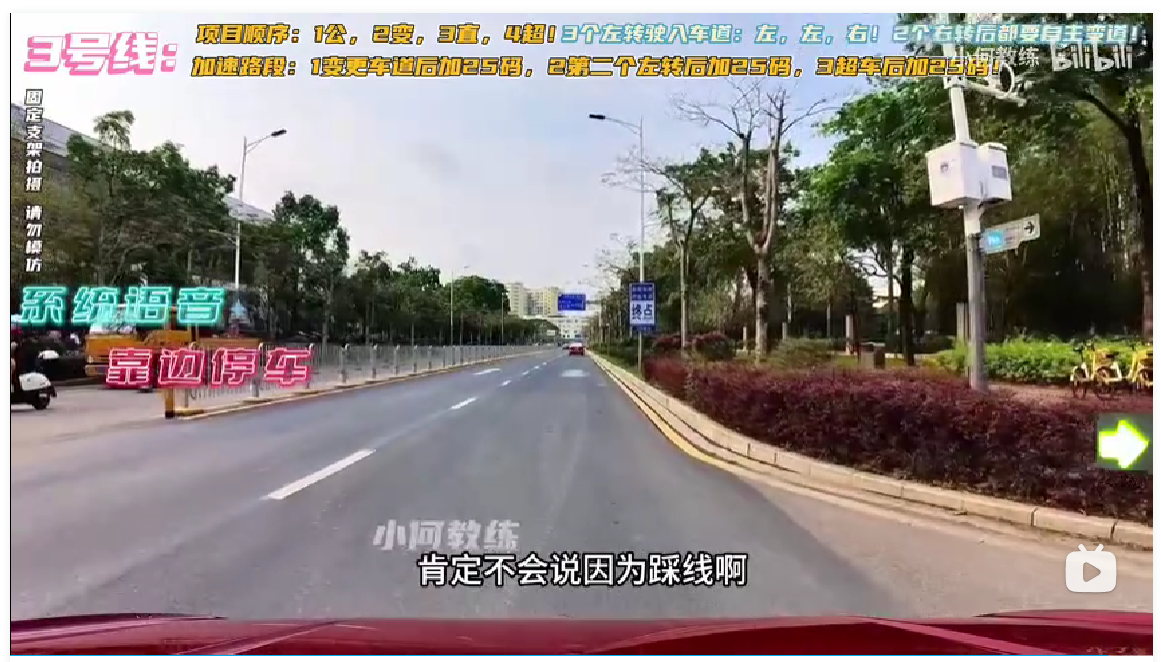 3号线:
项目顺序：1公，2变，3直，4超！3个左转驶入车道：左，左，右！2个右转后都要自主变道！
加速路段：1变更车道后加25码，2第二个左转后加25码，3超车后加25码！
小何教练 bilibili
固定支架拍摄 请勿模仿
终点
系统语音
靠边停车
小何教练
肯定不会说因为踩线啊